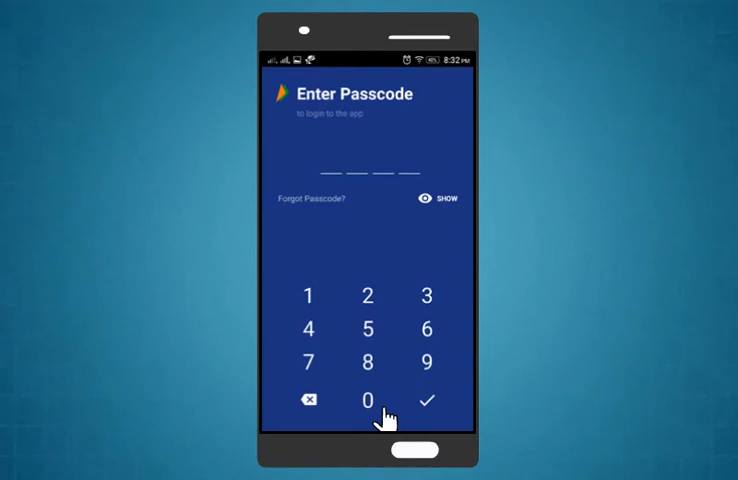 8:32 PM
Enter Passcode
to login to the app
Forgot Passcode? SHOW
1 2 3
4 5 6
7 8 9
0